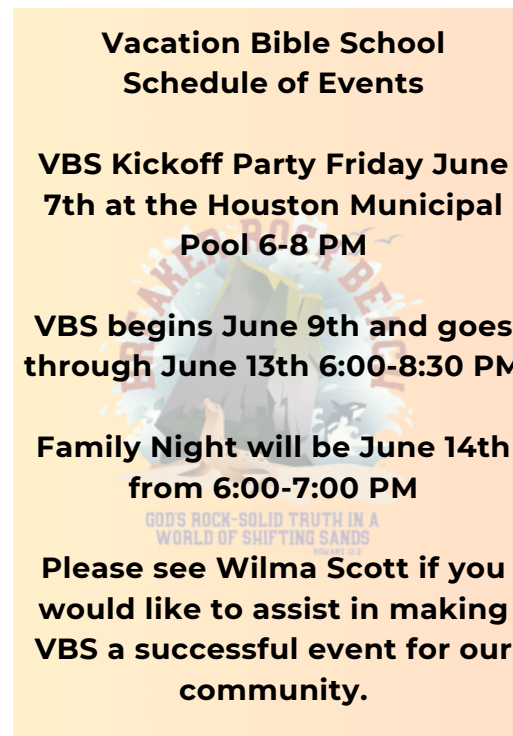 Vacation Bible School
Schedule of Events
VBS Kickoff Party Friday June
7th at the Houston Municipal
Pool 6-8 PM
BREAKER ROCK BEACH
VBS begins June 9th and goes
through June 13th 6:00-8:30 PM
Family Night will be June 14th
from 6:00-7:00 PM
GOD'S ROCK-SOLID TRUTH IN A
WORLD OF SHIFTING SANDS
ROMANS 12:2
Please see Wilma Scott if you
would like to assist in making
VBS a successful event for our
community.